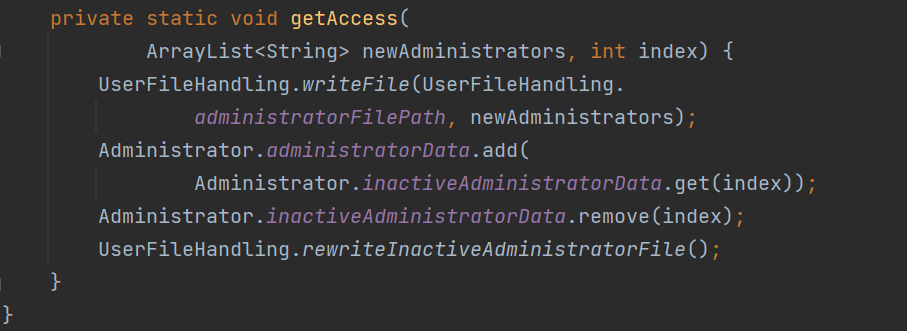 private static void getAccess(
ArrayList<String> newAdministrators, int index) {
UserFileHandling.writeFile(UserFileHandling.
administratorFilePath, newAdministrators);
Administrator.administratorData.add(
Administrator.inactiveAdministratorData.get(index));
Administrator.inactiveAdministratorData.remove(index);
UserFileHandling.rewriteInactiveAdministratorFile();
}
}